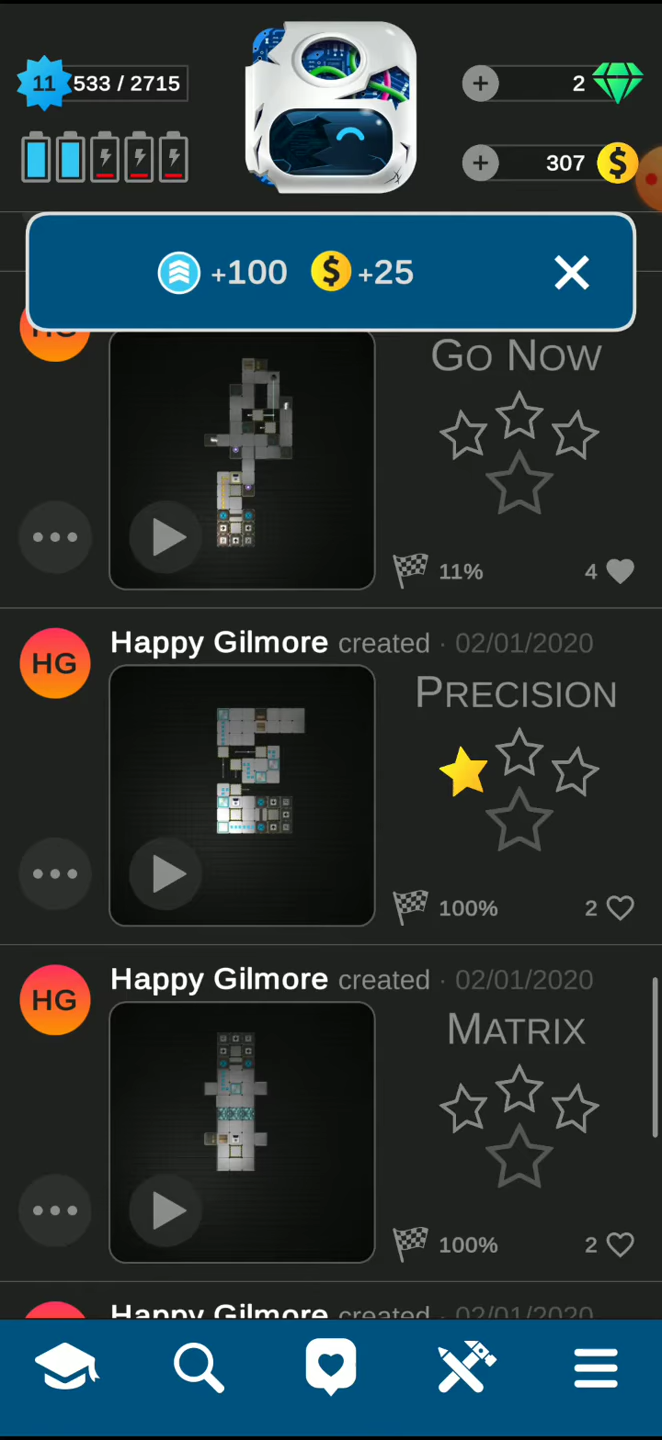 11 533 / 2715
2
307
+100 +25
HG
Go Now
11% 4
HG
Happy Gilmore created · 02/01/2020
Precision
100% 2
HG
Happy Gilmore created · 02/01/2020
Matrix
100% 2
Happy Gilmore created · 02/01/2020